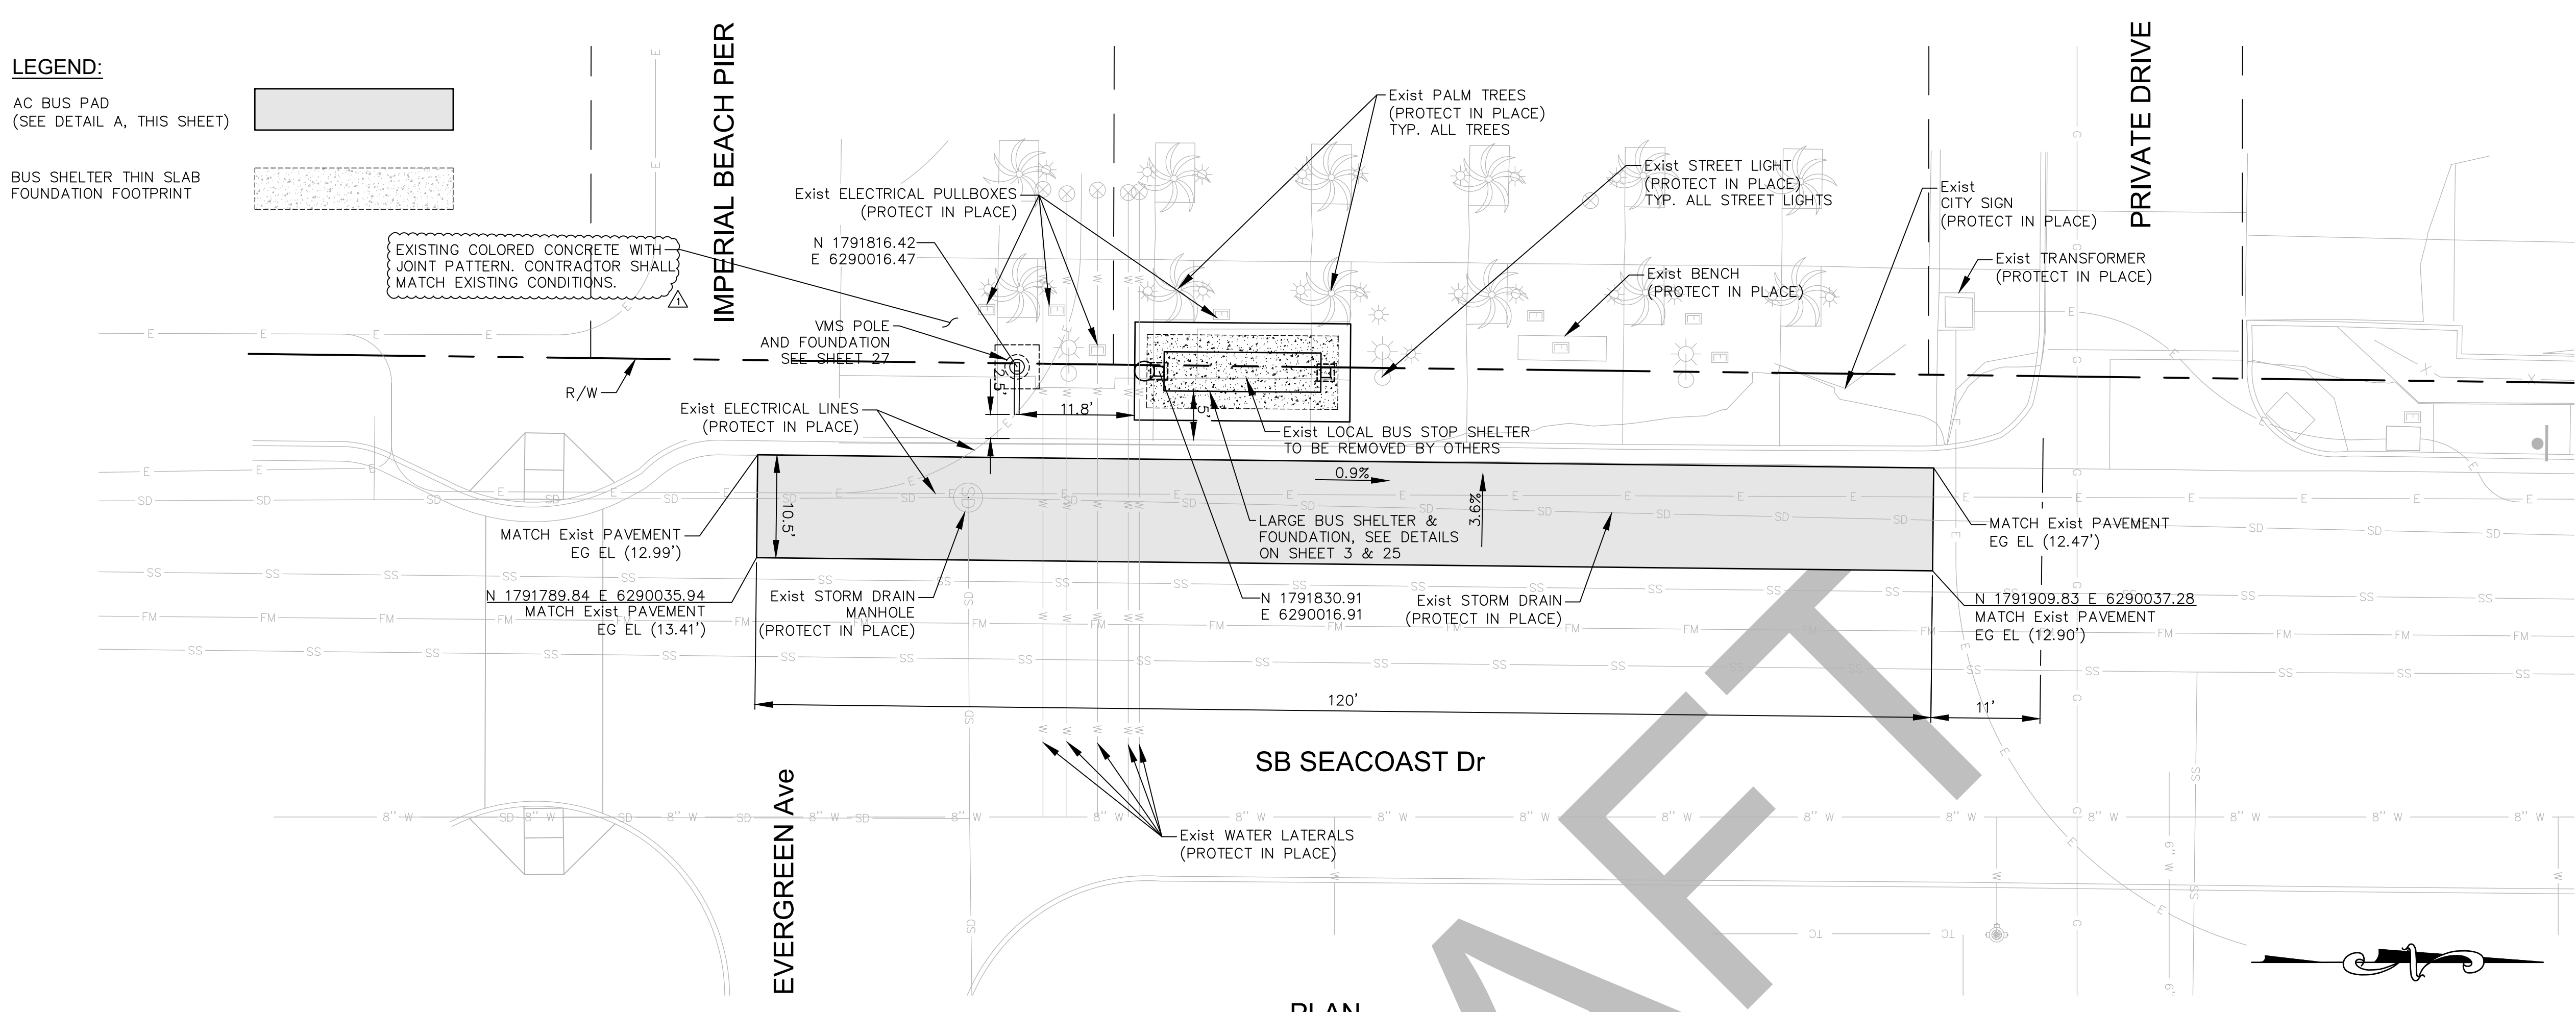 LEGEND:
AC BUS PAD
(SEE DETAIL A, THIS SHEET)
BUS SHELTER THIN SLAB
FOUNDATION FOOTPRINT
IMPERIAL BEACH PIER
PRIVATE DRIVE
EXISTING COLORED CONCRETE WITH
JOINT PATTERN. CONTRACTOR SHALL
MATCH EXISTING CONDITIONS.
1
Exist ELECTRICAL PULLBOXES
(PROTECT IN PLACE)
N 1791816.42
E 6290016.47
VMS POLE
AND FOUNDATION
SEE SHEET 27
Exist PALM TREES
(PROTECT IN PLACE)
TYP. ALL TREES
Exist STREET LIGHT
(PROTECT IN PLACE)
TYP. ALL STREET LIGHTS
Exist
CITY SIGN
(PROTECT IN PLACE)
Exist BENCH
(PROTECT IN PLACE)
Exist TRANSFORMER
(PROTECT IN PLACE)
R/W
2.5'
11.8'
5'
Exist ELECTRICAL LINES
(PROTECT IN PLACE)
Exist LOCAL BUS STOP SHELTER
TO BE REMOVED BY OTHERS
0.9%
3.6%
10.5'
MATCH Exist PAVEMENT
EG EL (12.99')
LARGE BUS SHELTER &
FOUNDATION, SEE DETAILS
ON SHEET 3 & 25
MATCH Exist PAVEMENT
EG EL (12.47')
N 1791789.84 E 6290035.94
MATCH Exist PAVEMENT
EG EL (13.41')
Exist STORM DRAIN
MANHOLE
(PROTECT IN PLACE)
N 1791830.91
E 6290016.91
Exist STORM DRAIN
(PROTECT IN PLACE)
N 1791909.83 E 6290037.28
MATCH Exist PAVEMENT
EG EL (12.90')
120'
11'
SB SEACOAST Dr
EVERGREEN Ave
Exist WATER LATERALS
(PROTECT IN PLACE)
PLAN